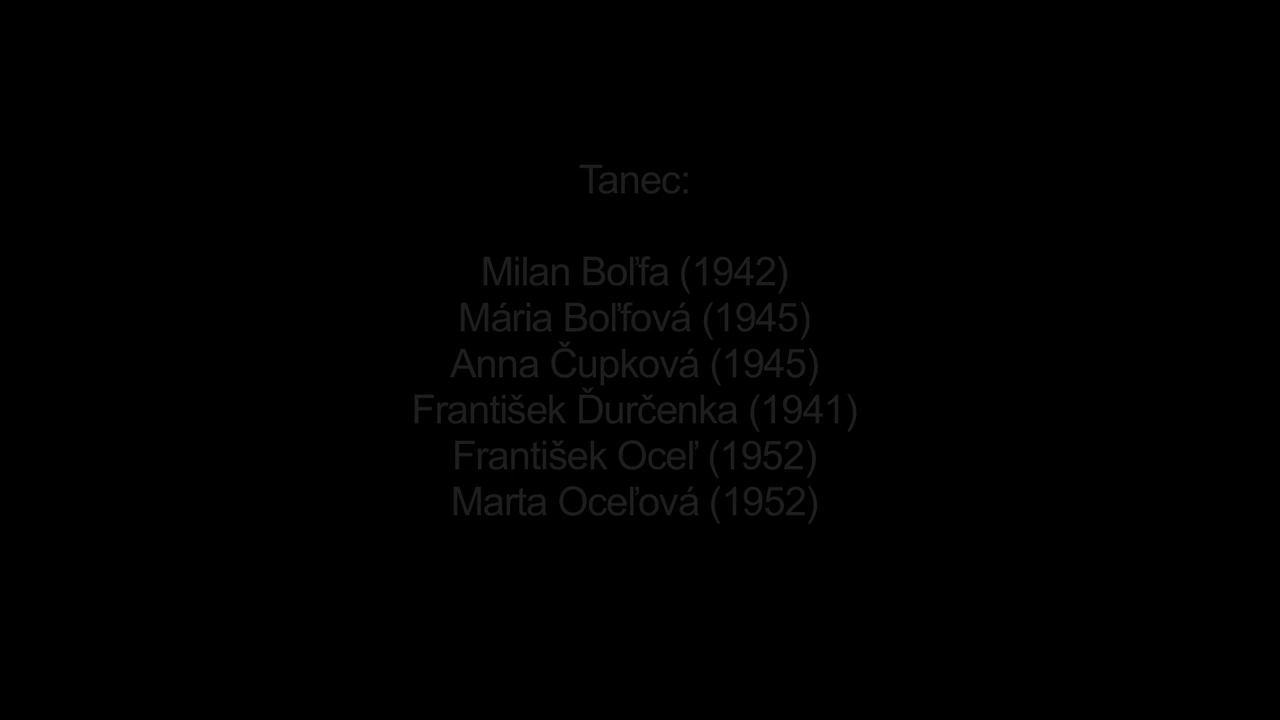 Tanec:
Milan Boľfa (1942)
Mária Boľfová (1945)
Anna Čupková (1945)
František Ďurčenka (1941)
František Oceľ (1952)
Marta Oceľová (1952)